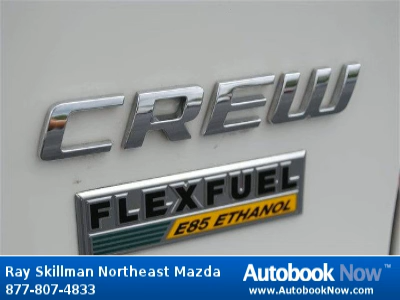 CREW
FLEXFUEL
E85 ETHANOL
Ray Skillman Northeast Mazda
877-807-4833
Autobook Now™
www.AutobookNow.com